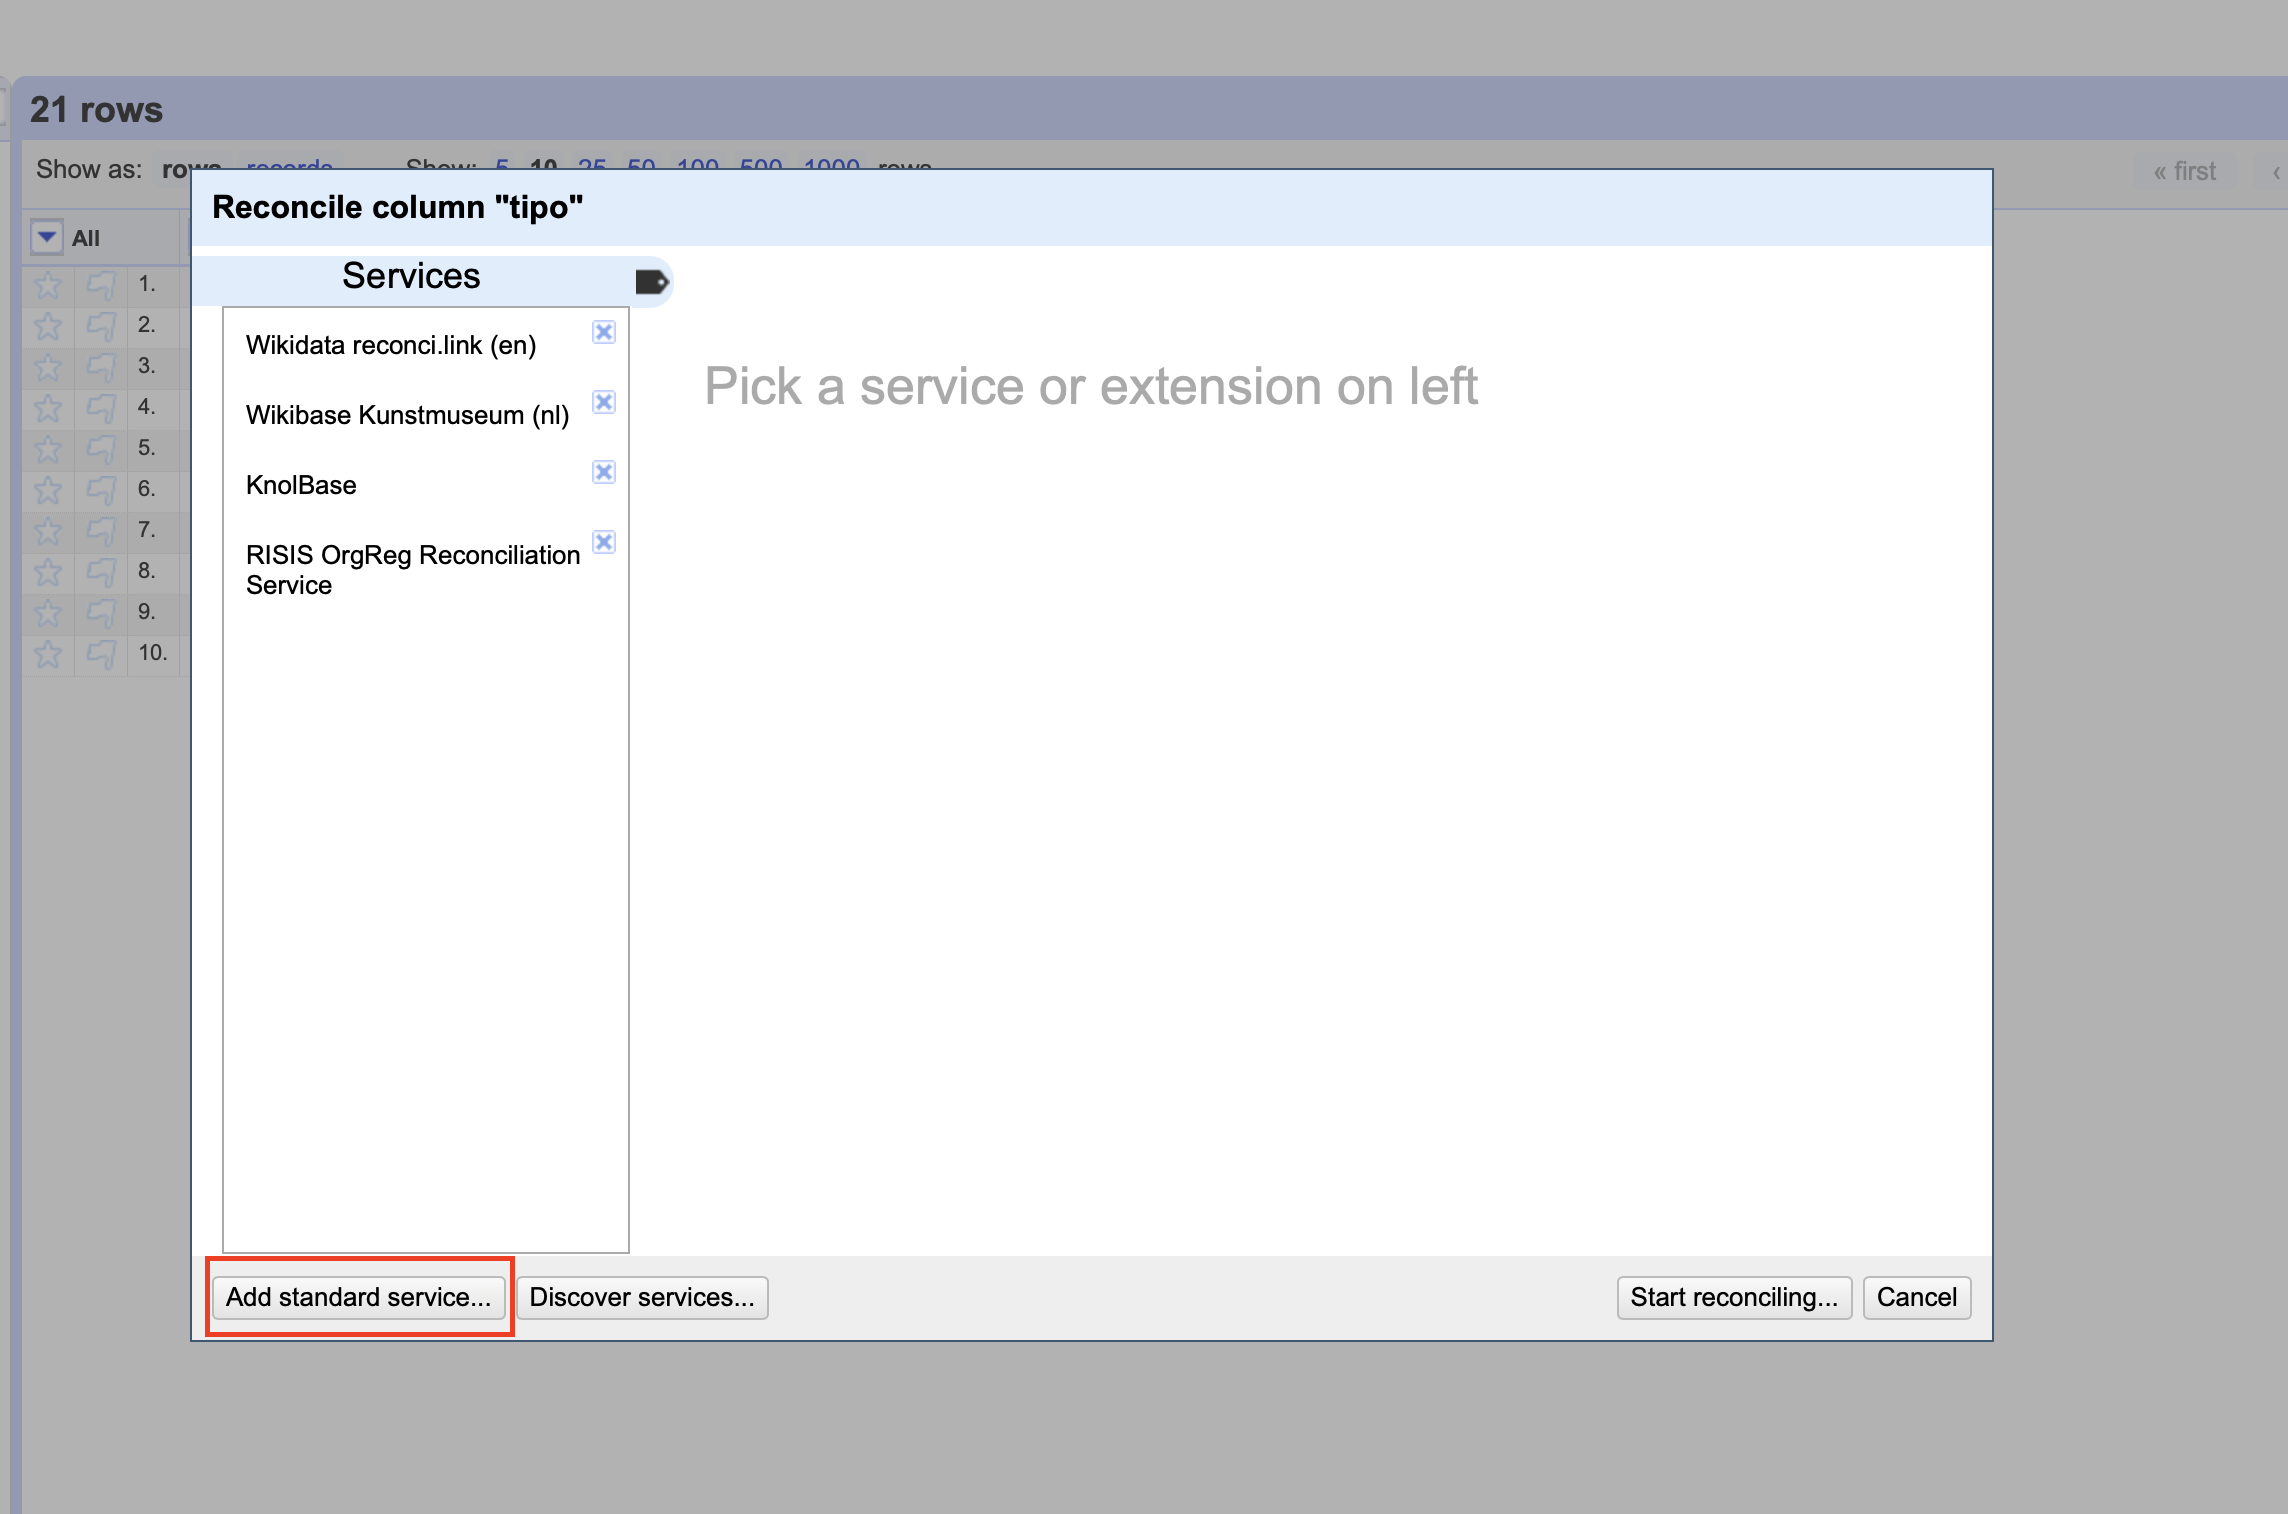 21 rows
Show as: rows records Show: 5 10 25 50 100 500 1000 rows « first ‹
Reconcile column "tipo"
All
Services
1.
2.
3.
4.
5.
6.
7.
8.
9.
10.
Wikidata reconci.link (en)
Wikibase Kunstmuseum (nl)
KnolBase
RISIS OrgReg Reconciliation
Service
Pick a service or extension on left
Add standard service... Discover services... Start reconciling... Cancel